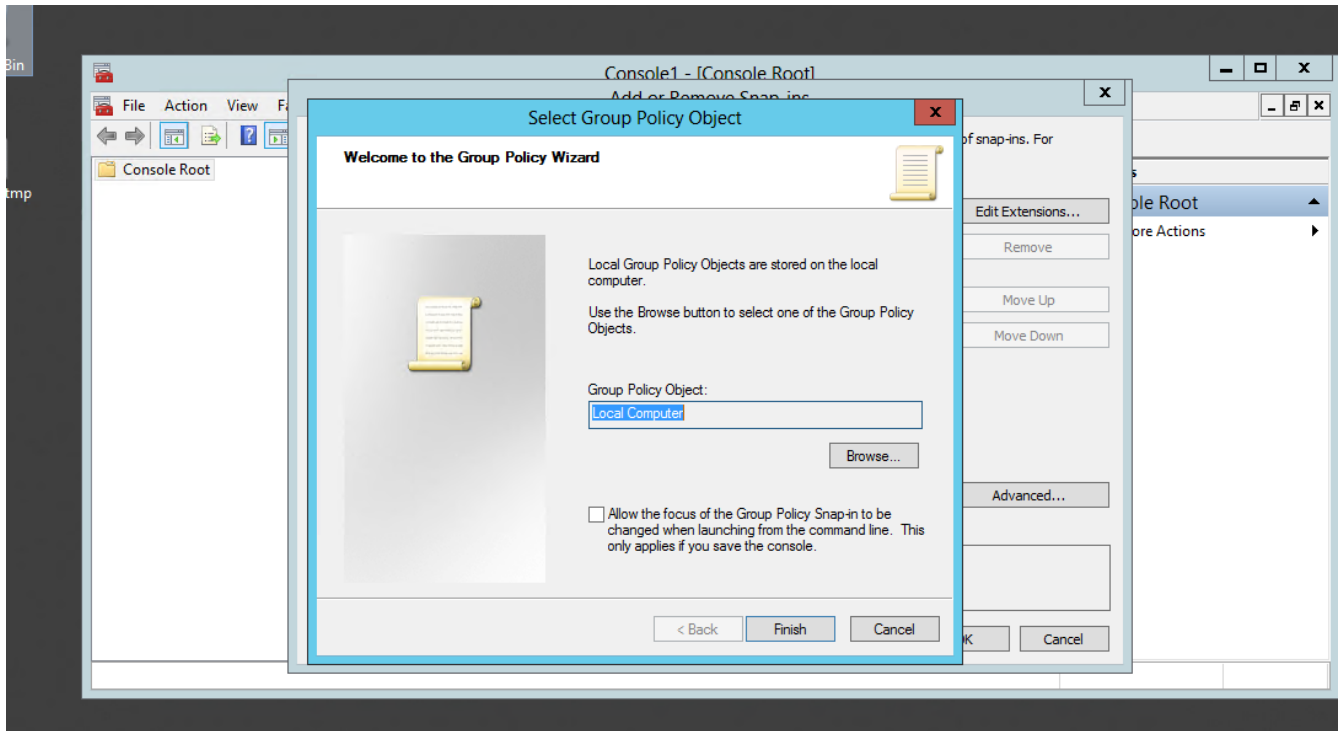 Bin
tmp
Console1 - [Console Root]
File Action View
Console Root
Add or Remove Snap-ins
of snap-ins. For
Edit Extensions...
Remove
Move Up
Move Down
Advanced...
Cancel
Select Group Policy Object
Welcome to the Group Policy Wizard
Local Group Policy Objects are stored on the local
computer.
Use the Browse button to select one of the Group Policy
Objects.
Group Policy Object:
Local Computer
Browse...
Allow the focus of the Group Policy Snap-in to be
changed when launching from the command line. This
only applies if you save the console.
< Back Finish Cancel
ole Root
ore Actions